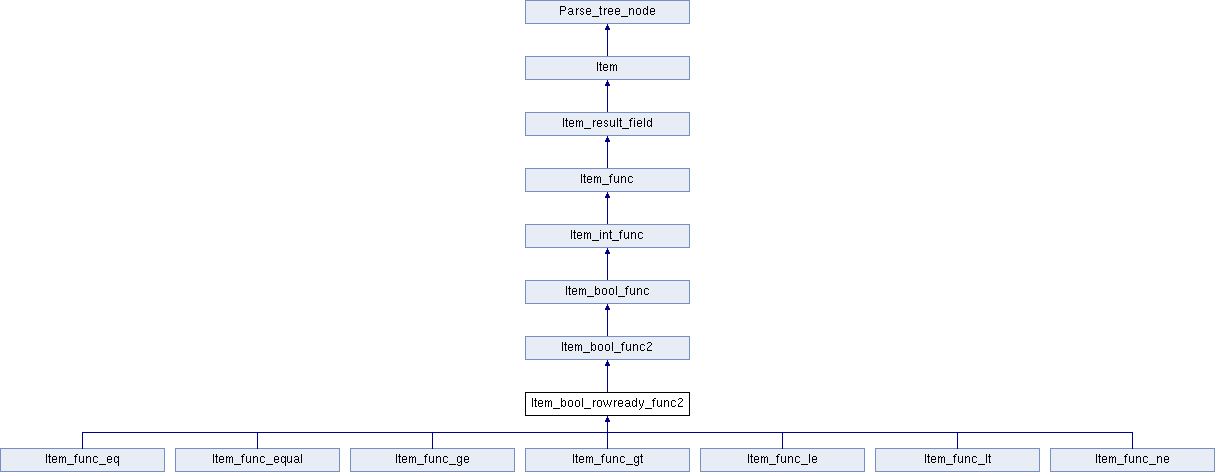 Parse_tree_node
Item
Item_result_field
Item_func
Item_int_func
Item_bool_func
Item_bool_func2
Item_bool_rowready_func2
Item_func_eq
Item_func_equal
Item_func_ge
Item_func_gt
Item_func_le
Item_func_lt
Item_func_ne